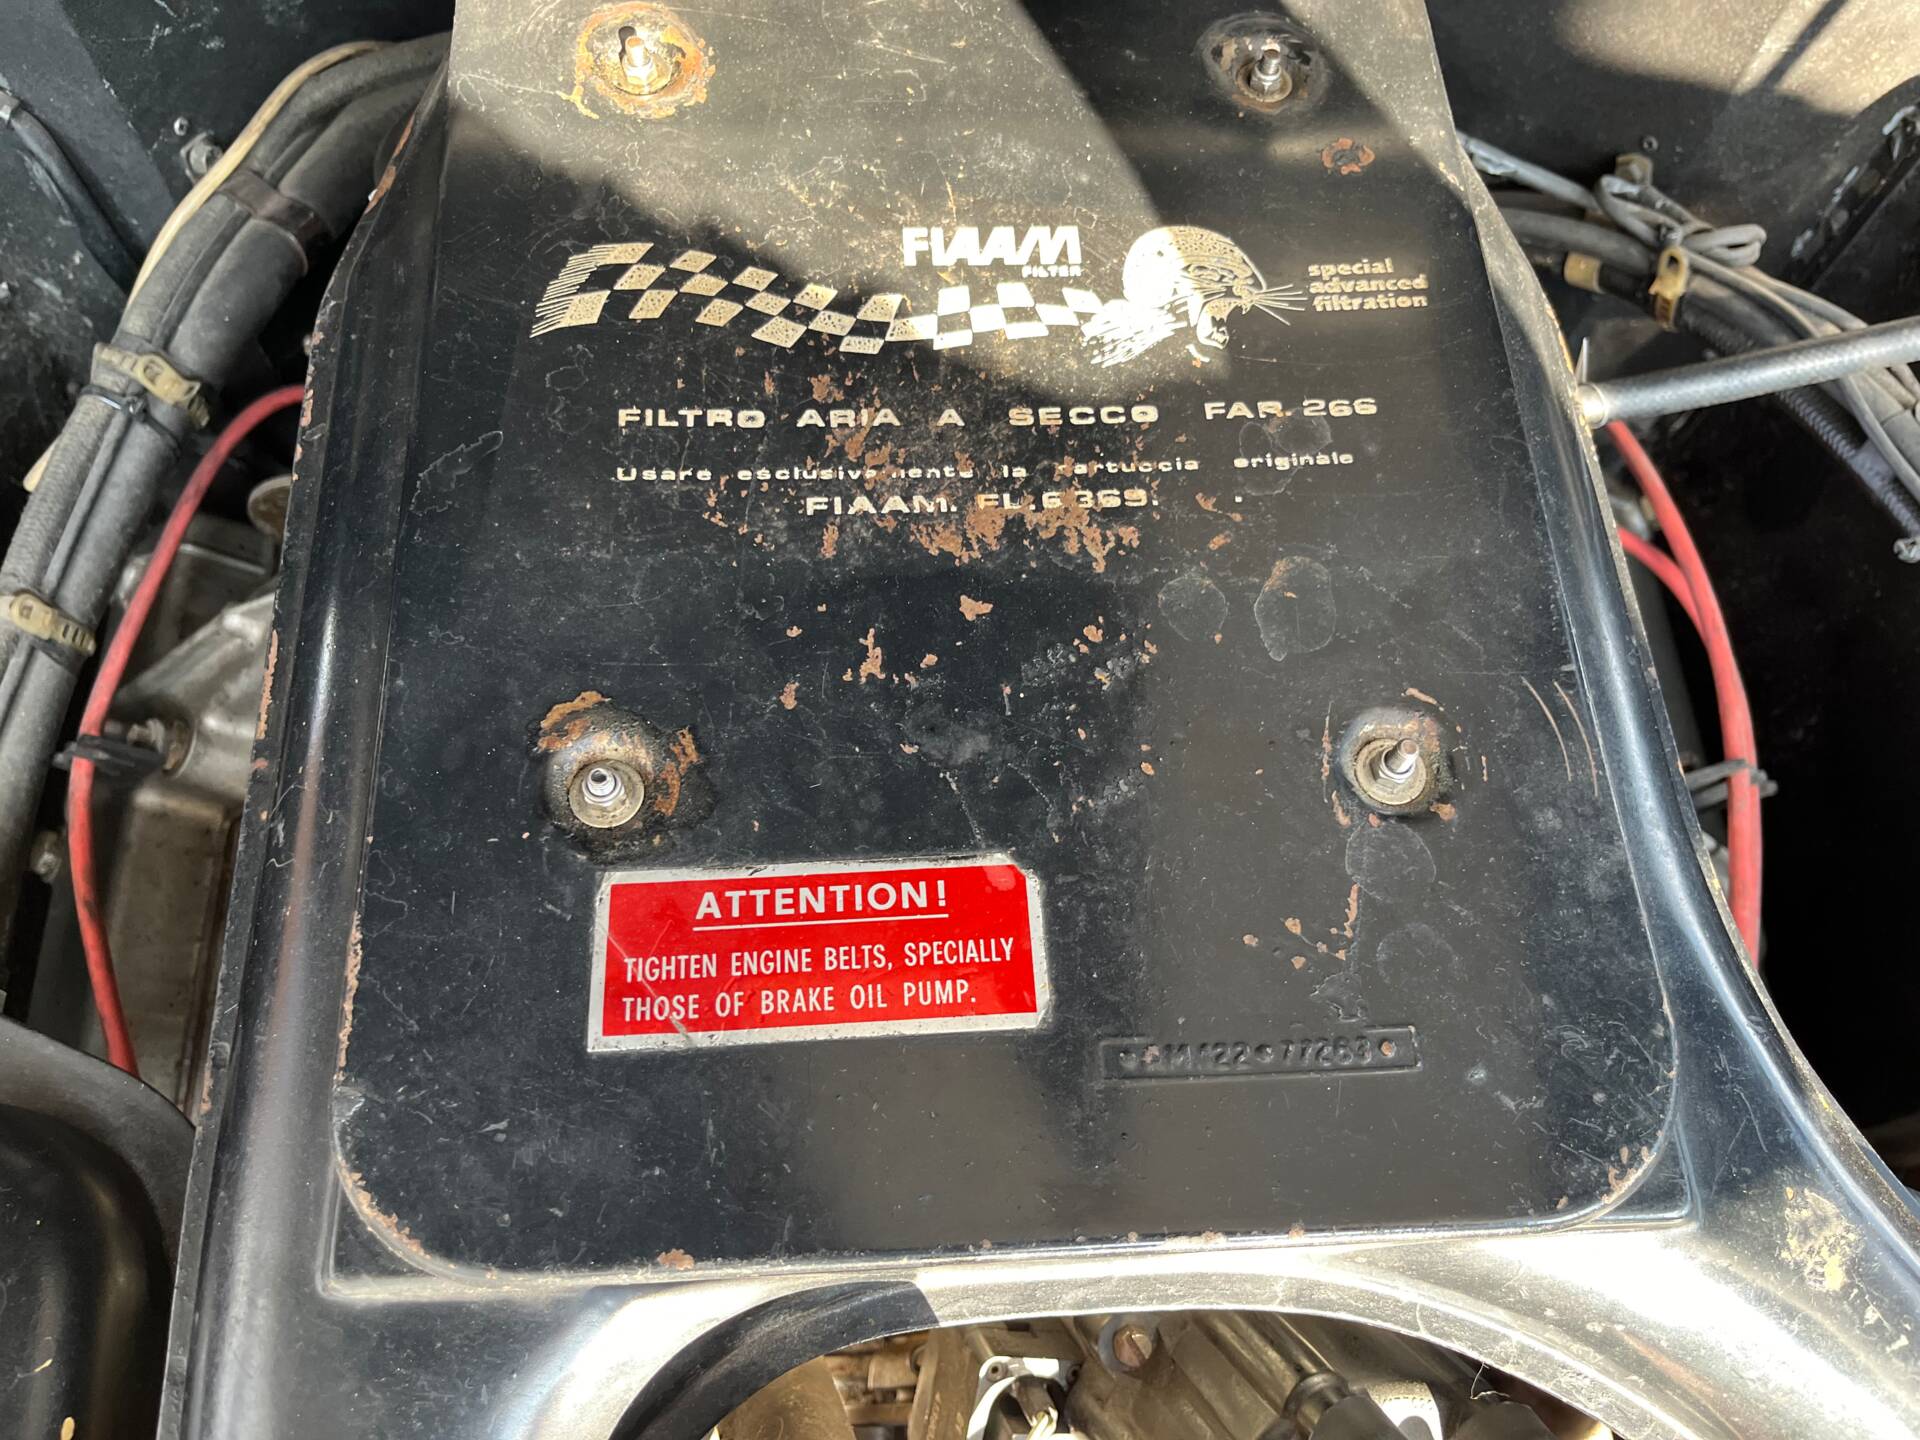 FIAAM
FILTER
special
advanced
filtration
FILTRO ARIA A SECCO FAR. 266
Usare esclusivamente la cartuccia originale
FIAAM. FL. 6369.
ATTENTION!
TIGHTEN ENGINE BELTS, SPECIALLY
THOSE OF BRAKE OIL PUMP.